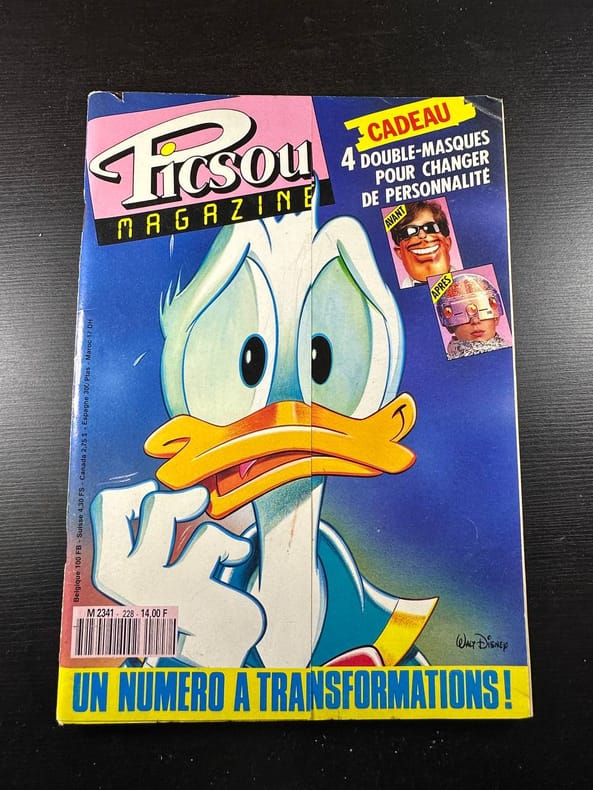 Picsou
MAGAZINE
CADEAU
4 DOUBLE-MASQUES
POUR CHANGER
DE PERSONNALITÉ
AVANT
APRÈS
Belgique 100 FB - Suisse 4,30 FS - Canada 2,75 $ - Espagne 300 Ptas - Maroc 17 DH
M 2341 - 228 - 14,00 F
WALT DISNEY
UN NUMERO A TRANSFORMATIONS !